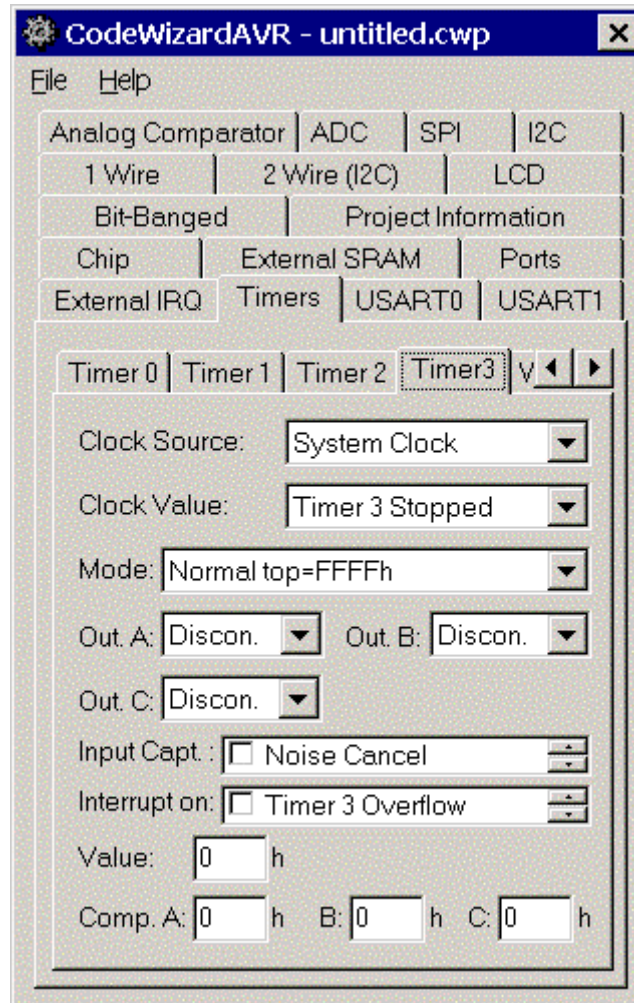 CodeWizardAVR - untitled.cwp
File Help
Analog Comparator ADC SPI I2C
1 Wire 2 Wire (I2C) LCD
Bit-Banged Project Information
Chip External SRAM Ports
External IRQ Timers USART0 USART1
Timer 0 Timer 1 Timer 2 Timer3
Clock Source: System Clock
Clock Value: Timer 3 Stopped
Mode: Normal top=FFFFh
Out. A: Discon. Out. B: Discon.
Out. C: Discon.
Input Capt. : Noise Cancel
Interrupt on: Timer 3 Overflow
Value: 0 h
Comp. A: 0 h B: 0 h C: 0 h